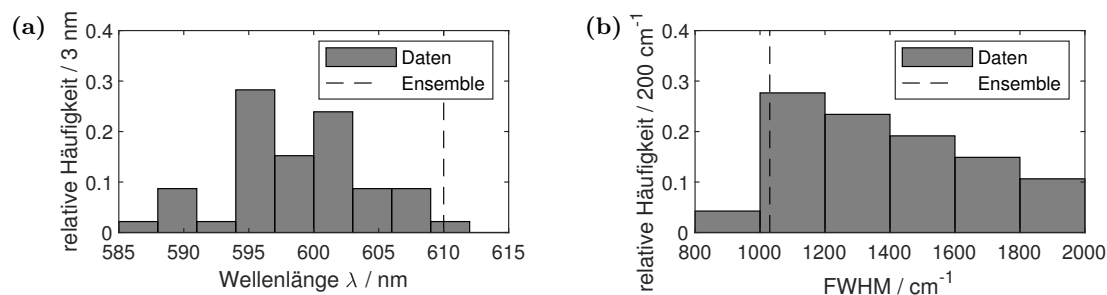 (a)
relative Häufigkeit / 3 nm
0.4
0.3
0.2
0.1
0
Daten
Ensemble
585 590 595 600 605 610 615
Wellenlänge λ / nm
(b)
relative Häufigkeit / 200 cm⁻¹
0.4
0.3
0.2
0.1
0
Daten
Ensemble
800 1000 1200 1400 1600 1800 2000
FWHM / cm⁻¹